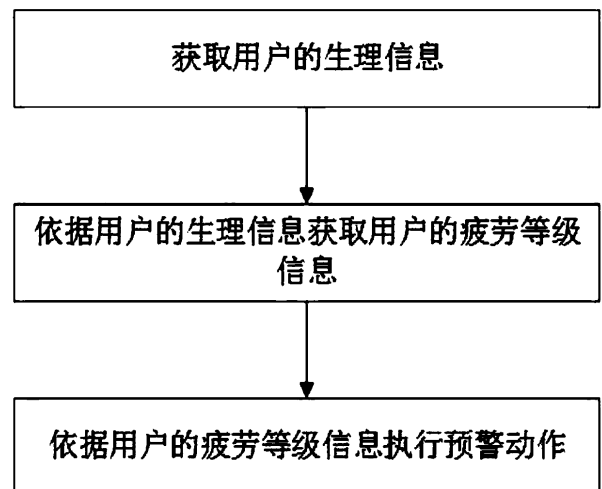 获取用户的生理信息
依据用户的生理信息获取用户的疲劳等级
信息
依据用户的疲劳等级信息执行预警动作